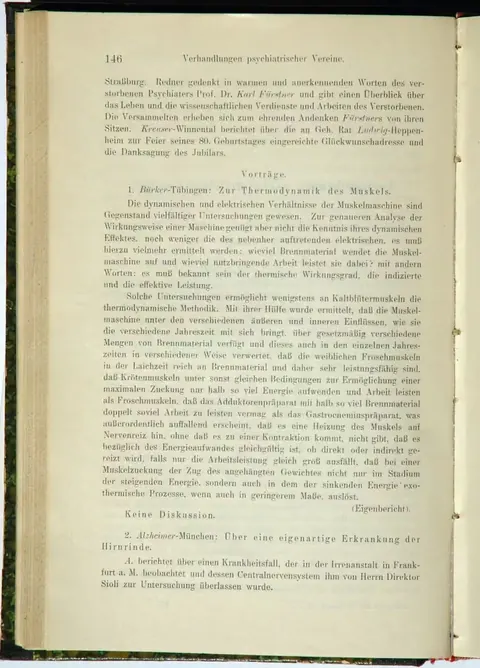 146 Verhandlungen psychiatrischer Vereine.
Straßburg. Redner gedenkt in warmen und anerkennenden Worten des ver-
storbenen Psychiaters Prof. Dr. Karl Fürstner und gibt einen Überblick über
das Leben und die wissenschaftlichen Verdienste und Arbeiten des Verstorbenen.
Die Versammelten erheben sich zum ehrenden Andenken Fürstners von ihren
Sitzen. Kreuser-Winnental berichtet über die an Geh. Rat Ludwig-Heppen-
heim zur Feier seines 80. Geburtstages eingereichte Glückwunschadresse und
die Danksagung des Jubilars.
Vorträge.
1. Bürker-Tübingen: Zur Thermodynamik des Muskels.
Die dynamischen und elektrischen Verhältnisse der Muskelmaschine sind
Gegenstand vielfältiger Untersuchungen gewesen. Zur genaueren Analyse der
Wirkungsweise einer Maschine genügt aber nicht die Kenntnis ihres dynamischen
Effektes, noch weniger die des nebenher auftretenden elektrischen, es muß
hierzu vielmehr ermittelt werden: wieviel Brennmaterial wendet die Muskel-
maschine auf und wieviel nutzbringende Arbeit leistet sie dabei? mit andern
Worten: es muß bekannt sein der thermische Wirkungsgrad, die indizierte
und die effektive Leistung.
Solche Untersuchungen ermöglicht wenigstens an Kaltblütermuskeln die
thermodynamische Methodik. Mit ihrer Hülfe wurde ermittelt, daß die Muskel-
maschine unter den verschiedenen äußeren und inneren Einflüssen, wie sie
die verschiedene Jahreszeit mit sich bringt, über gesetzmäßig verschiedene
Mengen von Brennmaterial verfügt und dieses auch in den einzelnen Jahres-
zeiten in verschiedener Weise verwertet, daß die weiblichen Froschmuskeln
in der Laichzeit reich an Brennmaterial und daher sehr leistungsfähig sind,
daß Krötenmuskeln unter sonst gleichen Bedingungen zur Ermöglichung einer
maximalen Zuckung nur halb so viel Energie aufwenden und Arbeit leisten
als Froschmuskeln, daß das Adduktorenpräparat mit halb so viel Brennmaterial
doppelt soviel Arbeit zu leisten vermag als das Gastrocnemiuspräparat, was
außerordentlich auffallend erscheint, daß es eine Heizung des Muskels auf
Nervenreiz hin, ohne daß es zu einer Kontraktion kommt, nicht gibt, daß es
bezüglich des Energieaufwandes gleichgültig ist, ob direkt oder indirekt ge-
reizt wird, falls nur die Arbeitsleistung gleich groß ausfällt, daß bei einer
Muskelzuckung der Zug des angehängten Gewichtes nicht nur im Stadium
der steigenden Energie, sondern auch in dem der sinkenden Energie exo-
thermische Prozesse, wenn auch in geringerem Maße, auslöst.
(Eigenbericht).
Keine Diskussion.
2. Alzheimer-München: Über eine eigenartige Erkrankung der
Hirnrinde.
A. berichtet über einen Krankheitsfall, der in der Irrenanstalt in Frank-
furt a. M. beobachtet und dessen Centralnervensystem ihm von Herrn Direktor
Sioli zur Untersuchung überlassen wurde.